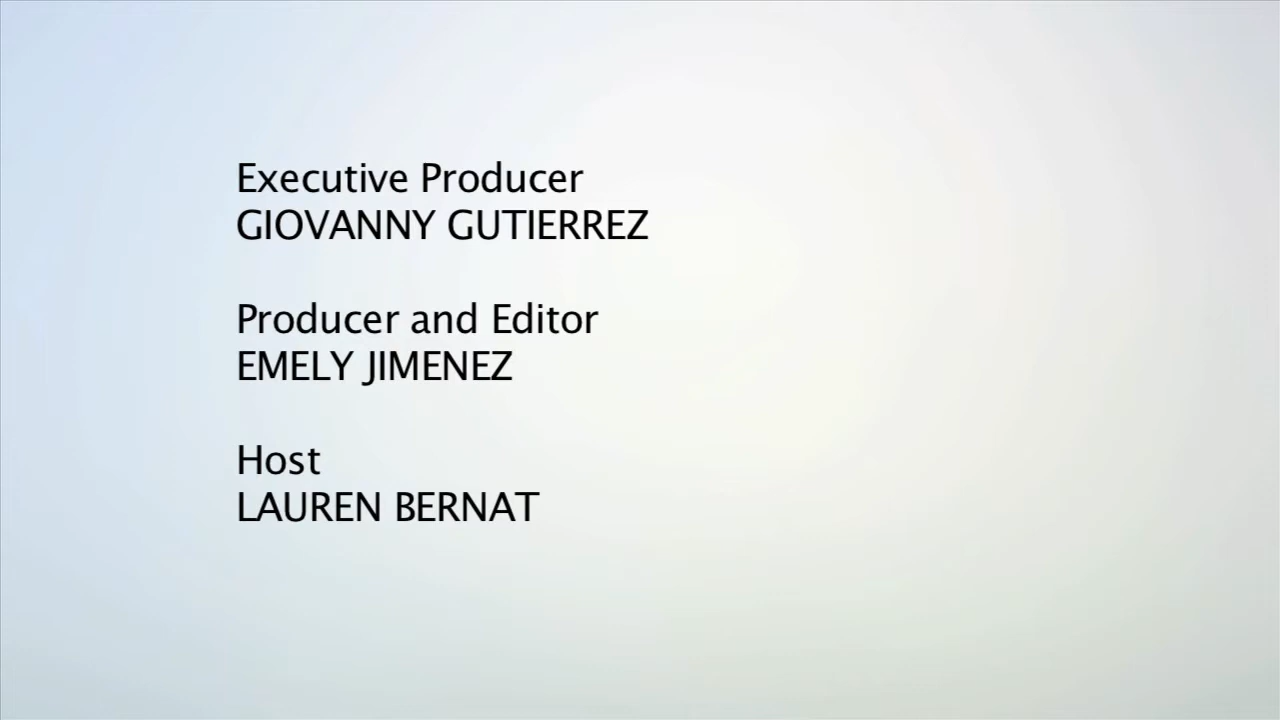 Executive Producer
GIOVANNY GUTIERREZ
Producer and Editor
EMELY JIMENEZ
Host
LAUREN BERNAT